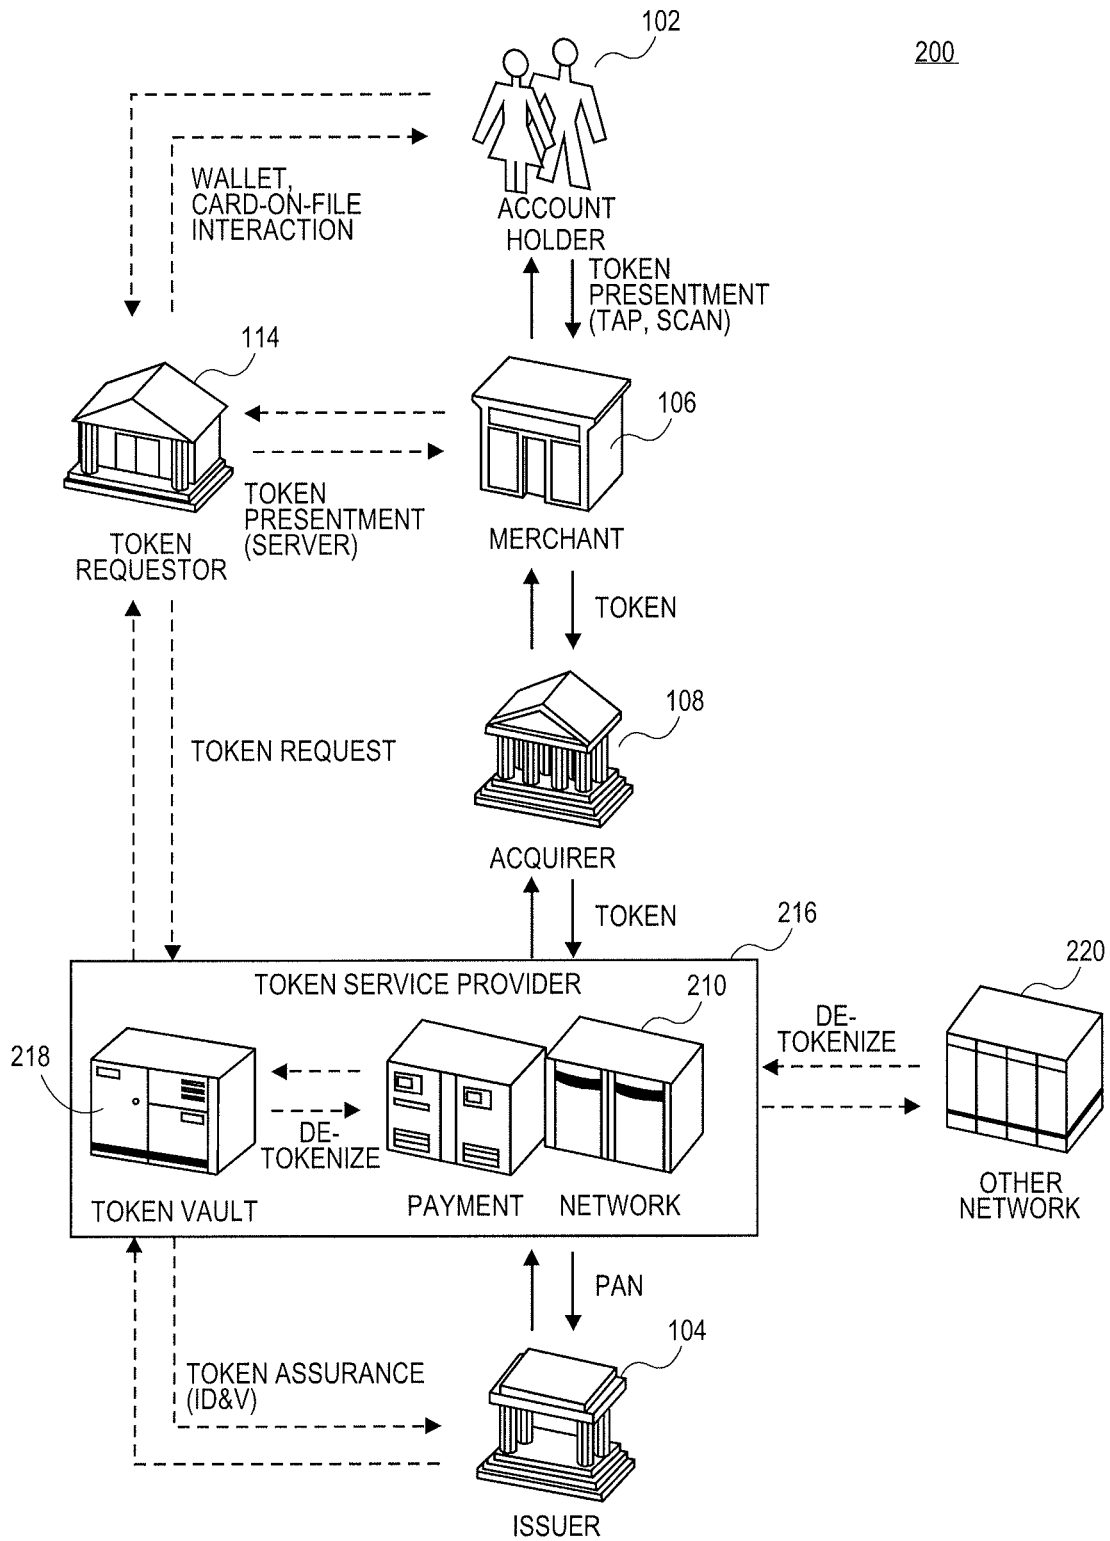 102
200
WALLET,
CARD-ON-FILE
INTERACTION
ACCOUNT
HOLDER
TOKEN
PRESENTMENT
(TAP, SCAN)
114
106
TOKEN
PRESENTMENT
(SERVER)
MERCHANT
TOKEN
REQUESTOR
TOKEN
108
TOKEN REQUEST
ACQUIRER
TOKEN
216
TOKEN SERVICE PROVIDER
210
220
218
DE-
TOKENIZE
DE-
TOKENIZE
TOKEN VAULT
PAYMENT
NETWORK
OTHER
NETWORK
PAN
104
TOKEN ASSURANCE
(ID&V)
ISSUER